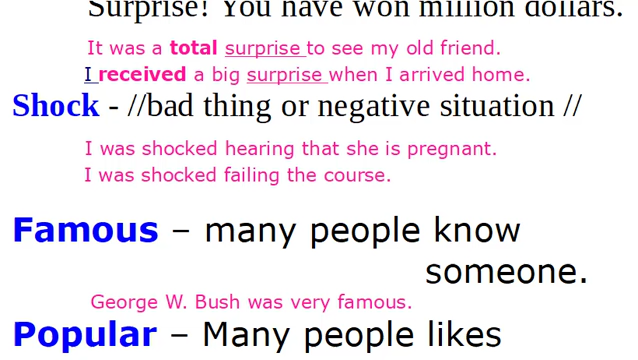 Surprise! You have won million dollars.
It was a total surprise to see my old friend.
I received a big surprise when I arrived home.
Shock - //bad thing or negative situation //
I was shocked hearing that she is pregnant.
I was shocked failing the course.
Famous – many people know
someone.
George W. Bush was very famous.
Popular – Many people likes